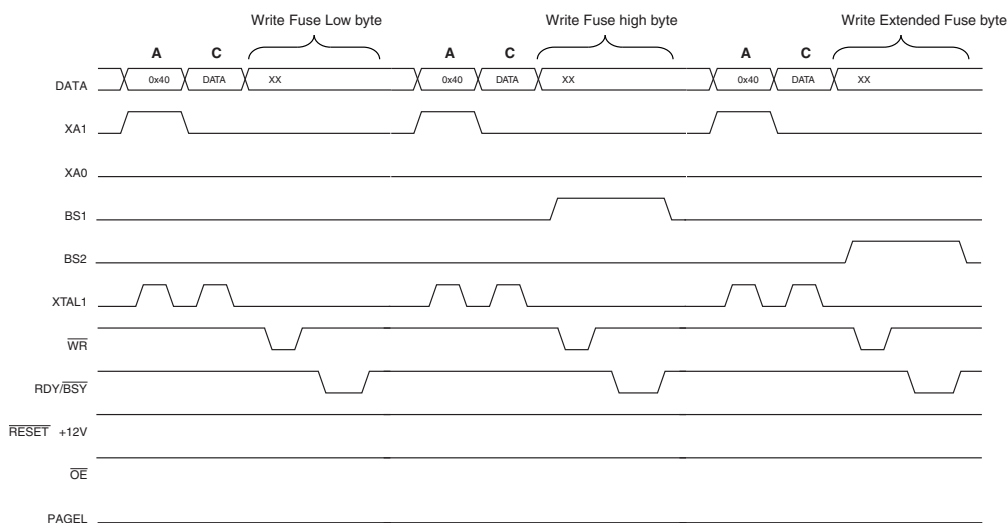 Write Fuse Low byte Write Fuse high byte Write Extended Fuse byte
A C A C A C
DATA 0x40 DATA XX 0x40 DATA XX 0x40 DATA XX
XA1
XA0
BS1
BS2
XTAL1
WR
RDY/BSY
RESET +12V
OE
PAGEL